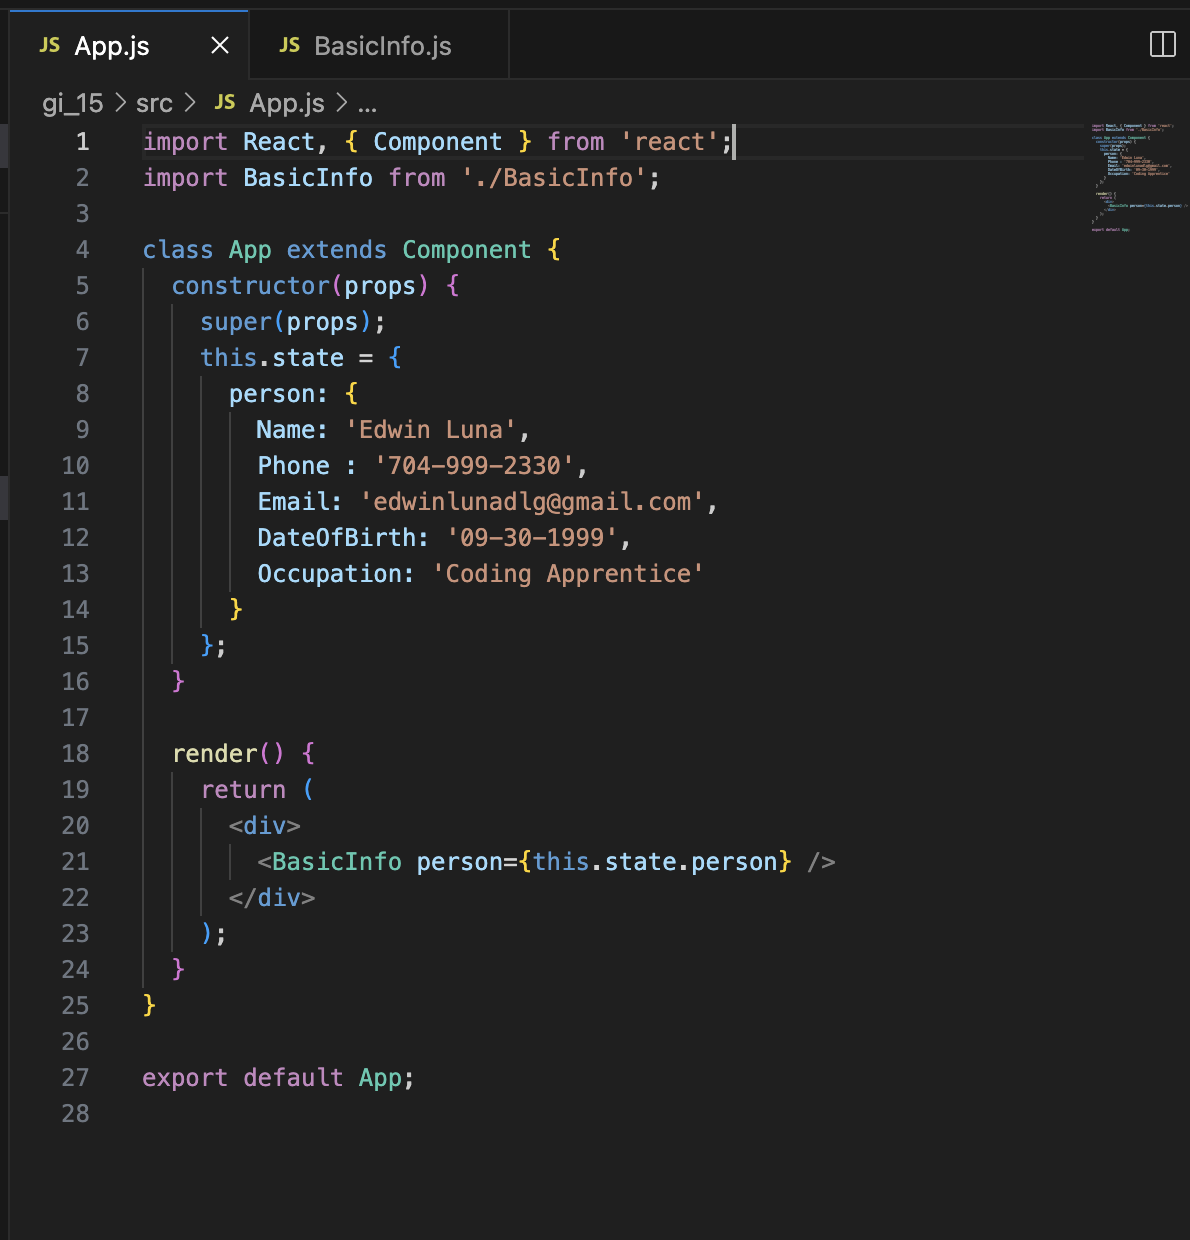 JS App.js × JS BasicInfo.js
gi_15 > src > JS App.js > ...
1 import React, { Component } from 'react';
2 import BasicInfo from './BasicInfo';
3
4 class App extends Component {
5   constructor(props) {
6     super(props);
7     this.state = {
8       person: {
9         Name: 'Edwin Luna',
10         Phone : '704-999-2330',
11         Email: 'edwinlunadlg@gmail.com',
12         DateOfBirth: '09-30-1999',
13         Occupation: 'Coding Apprentice'
14       }
15     };
16   }
17
18   render() {
19     return (
20       <div>
21         <BasicInfo person={this.state.person} />
22       </div>
23     );
24   }
25 }
26
27 export default App;
28